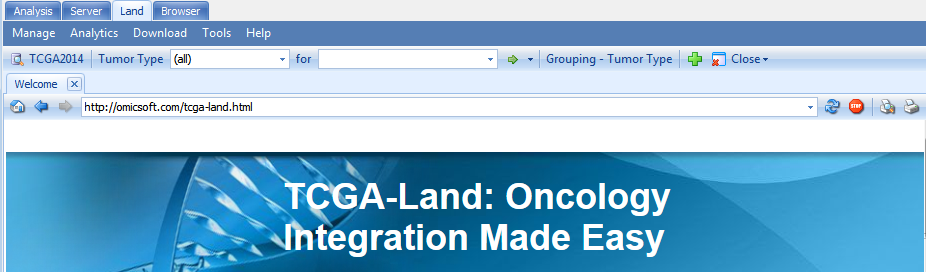 Analysis Server Land Browser
Manage Analytics Download Tools Help
TCGA2014 Tumor Type (all) for Grouping - Tumor Type Close
Welcome
http://omicsoft.com/tcga-land.html STOP
TCGA-Land: Oncology
Integration Made Easy